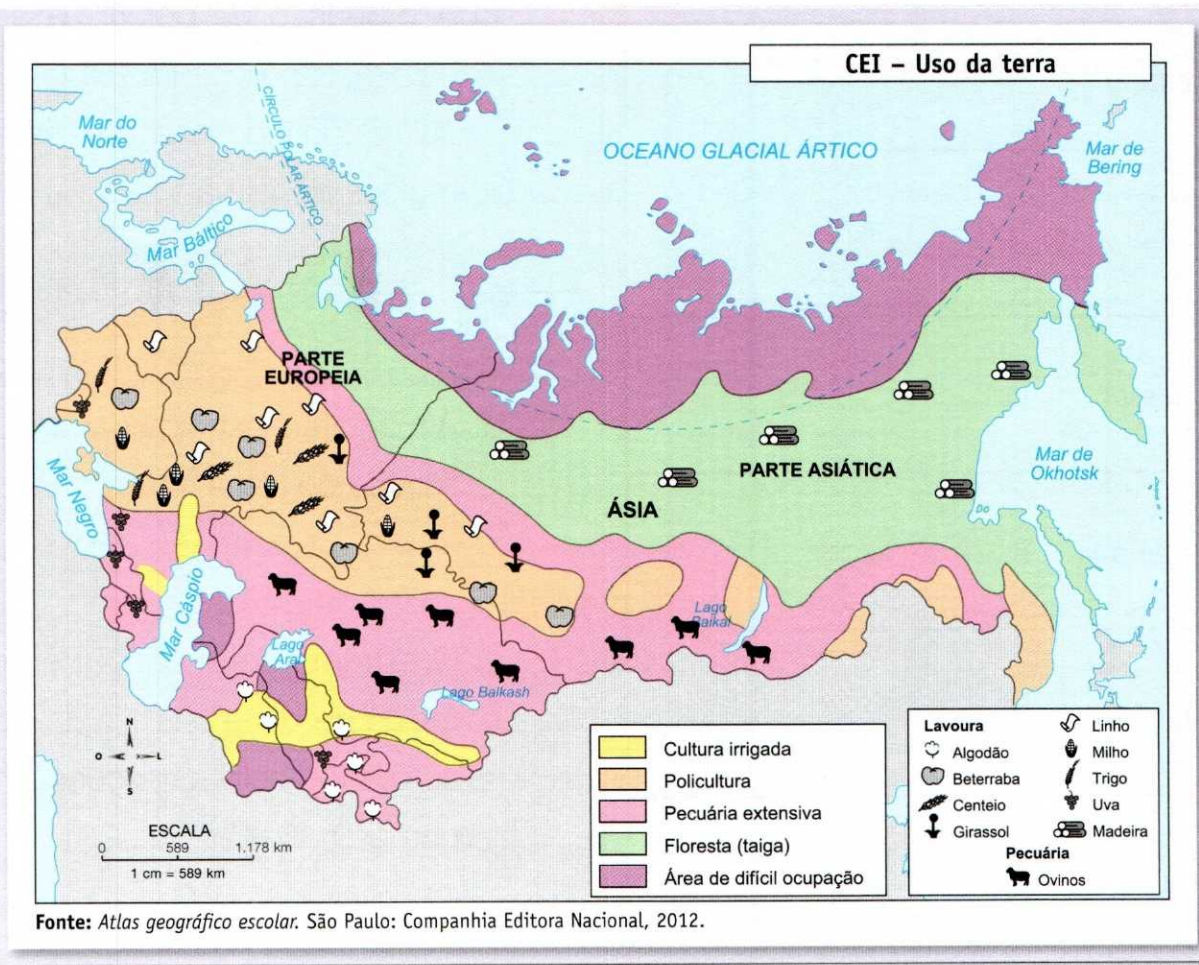 CEI – Uso da terra
Mar do
Norte
CÍRCULO POLAR ÁRTICO
OCEANO GLACIAL ÁRTICO
Mar de
Bering
Mar Báltico
PARTE
EUROPEIA
Mar de
Okhotsk
PARTE ASIÁTICA
ÁSIA
Mar Negro
Mar Cáspio
Lago
Aral
Lago
Baikal
Lago Balkash
N
O
L
S
ESCALA
0 589 1.178 km
1 cm = 589 km
Cultura irrigada
Policultura
Pecuária extensiva
Floresta (taiga)
Área de difícil ocupação
Lavoura
Algodão
Beterraba
Centeio
Girassol
Linho
Milho
Trigo
Uva
Madeira
Pecuária
Ovinos
Fonte: Atlas geográfico escolar. São Paulo: Companhia Editora Nacional, 2012.